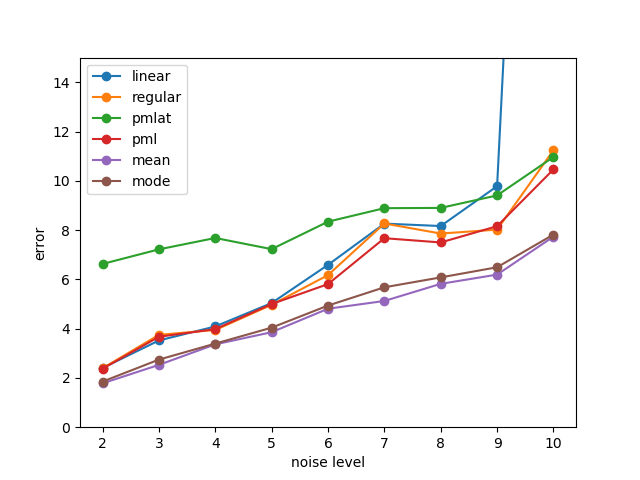 14
12
10
8
6
4
2
0
error
linear
regular
pmlat
pml
mean
mode
2 3 4 5 6 7 8 9 10
noise level